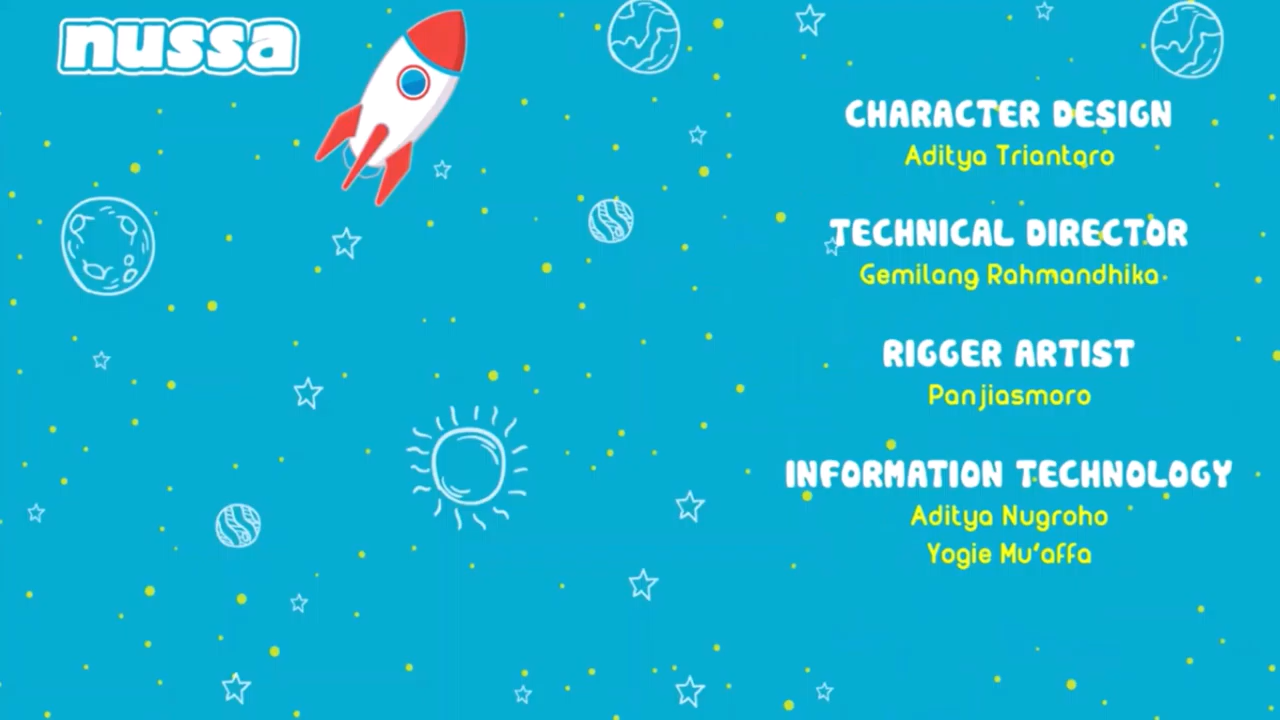 nussa
CHARACTER DESIGN
Aditya Triantoro
TECHNICAL DIRECTOR
Gemilang Rahmandhika
RIGGER ARTIST
Panjiasmoro
INFORMATION TECHNOLOGY
Aditya Nugroho
Yogie Mu'affa